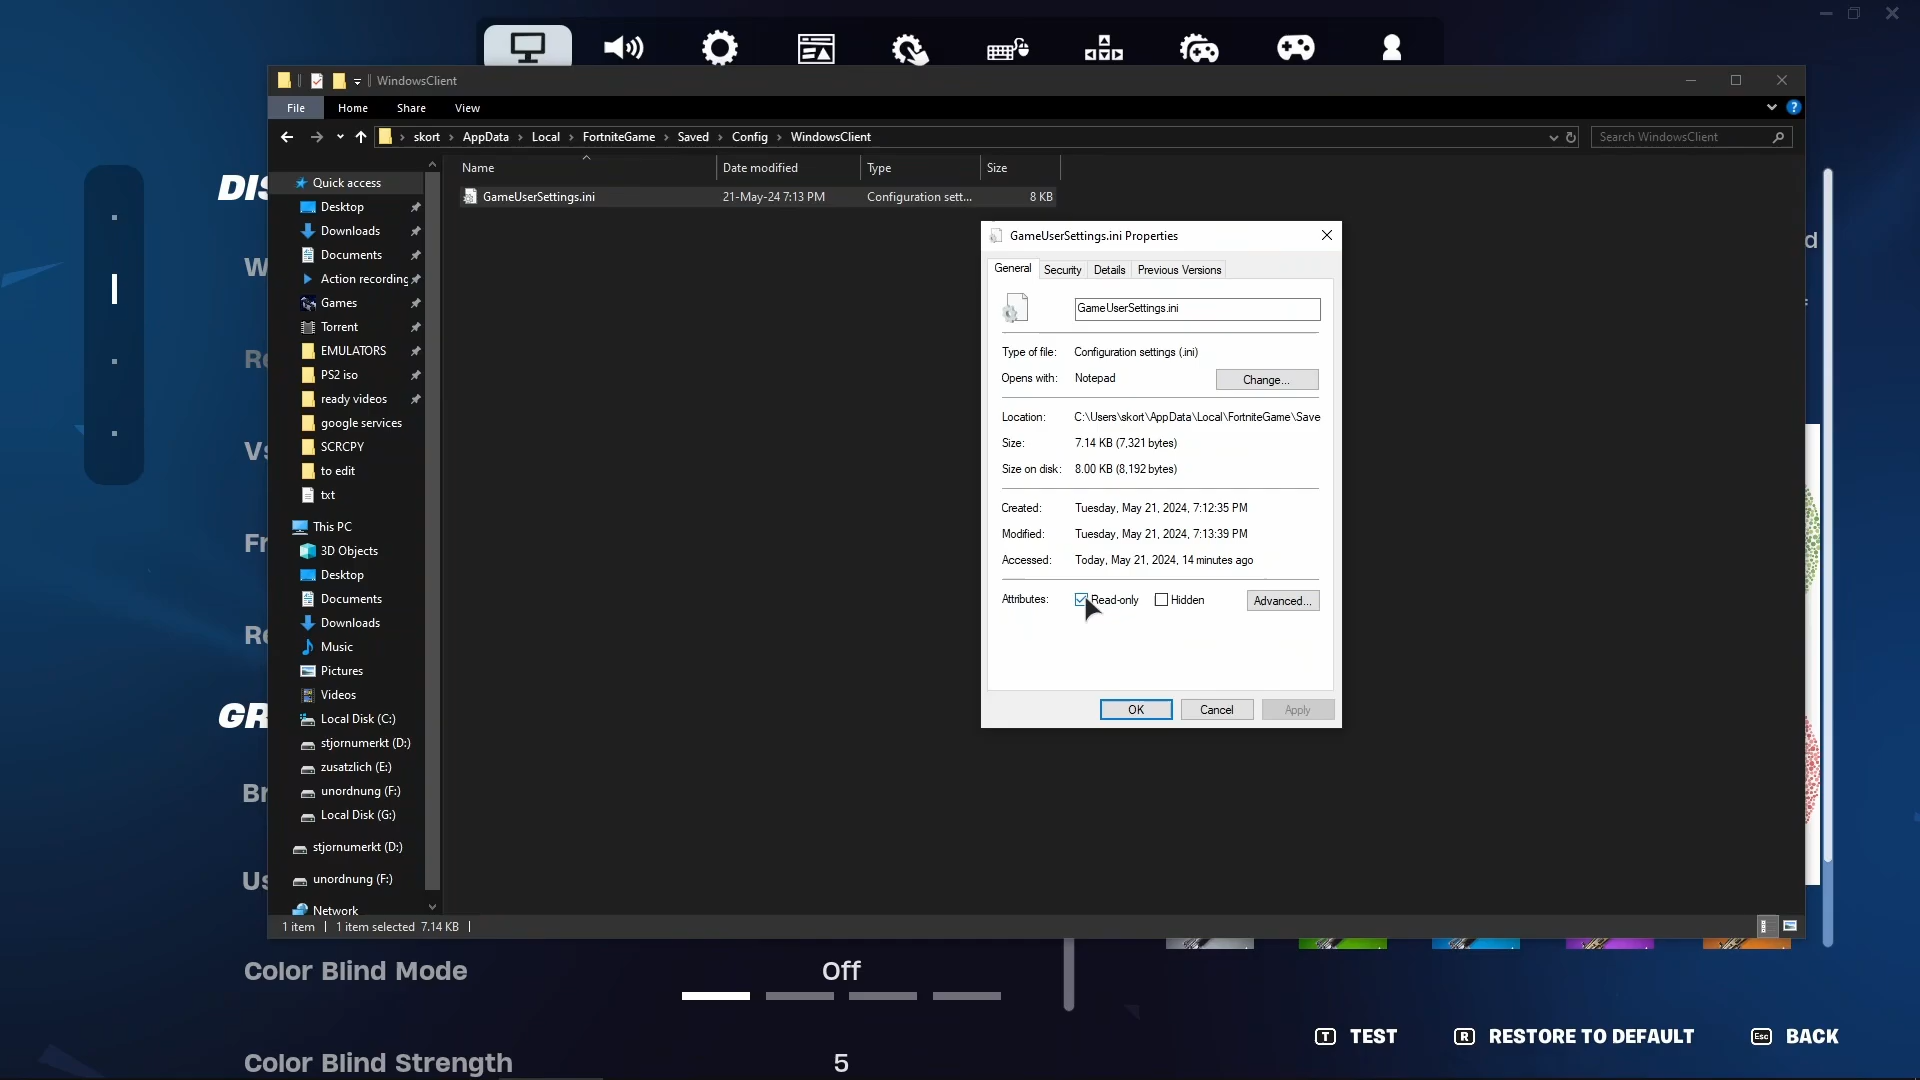 WindowsClient
File Home Share View
skort › AppData › Local › FortniteGame › Saved › Config › WindowsClient
Search WindowsClient
Name Date modified Type Size
GameUserSettings.ini 21-May-24 7:13 PM Configuration sett... 8 KB
Quick access
Desktop
Downloads
Documents
Action recording
Games
Torrent
EMULATORS
PS2 iso
ready videos
google services
SCRCPY
to edit
txt
This PC
3D Objects
Desktop
Documents
Downloads
Music
Pictures
Videos
Local Disk (C:)
stjornumerkt (D:)
zusatzlich (E:)
unordnung (F:)
Local Disk (G:)
stjornumerkt (D:)
unordnung (F:)
Network
1 item 1 item selected 7.14 KB
GameUserSettings.ini Properties
General Security Details Previous Versions
GameUserSettings.ini
Type of file: Configuration settings (.ini)
Opens with: Notepad Change...
Location: C:\Users\skort\AppData\Local\FortniteGame\Save
Size: 7.14 KB (7,321 bytes)
Size on disk: 8.00 KB (8,192 bytes)
Created: Tuesday, May 21, 2024, 7:12:35 PM
Modified: Tuesday, May 21, 2024, 7:13:39 PM
Accessed: Today, May 21, 2024, 14 minutes ago
Attributes: Read-only Hidden Advanced...
OK Cancel Apply
DIS
W
Re
Vs
Fr
Re
GR
Br
Us
Color Blind Mode Off
Color Blind Strength 5
T TEST R RESTORE TO DEFAULT Esc BACK